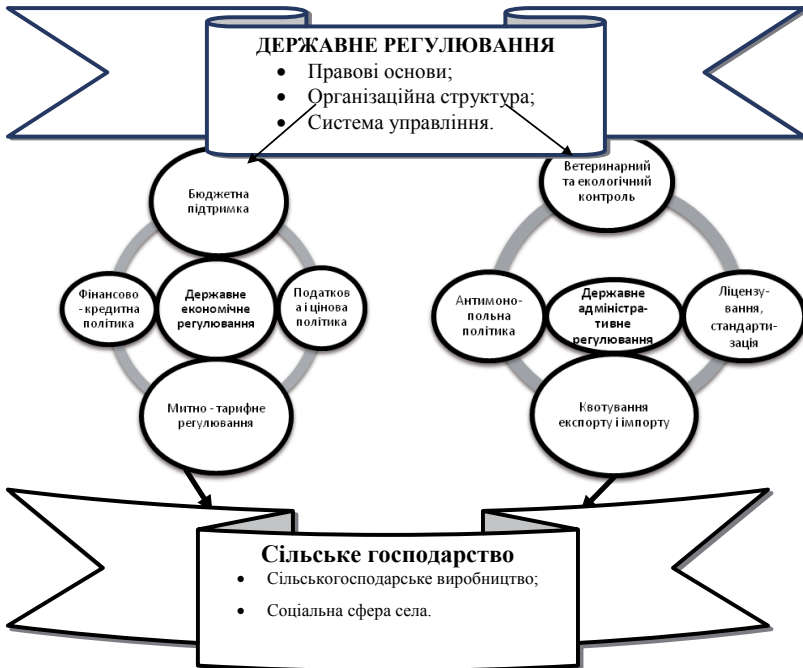 ДЕРЖАВНЕ РЕГУЛЮВАННЯ
• Правові основи;
• Організаційна структура;
• Система управління.
Бюджетна
підтримка
Фінансово
- кредитна
політика
Державне
економічне
регулювання
Податков
а і цінова
політика
Митно - тарифне
регулювання
Ветеринарний
та екологічний
контроль
Антимоно-
польна
політика
Державне
адміністра-
тивне
регулювання
Ліцензу-
вання,
стандарти-
зація
Квотування
експорту і імпорту
Сільське господарство
• Сільськогосподарське виробництво;
• Соціальна сфера села.